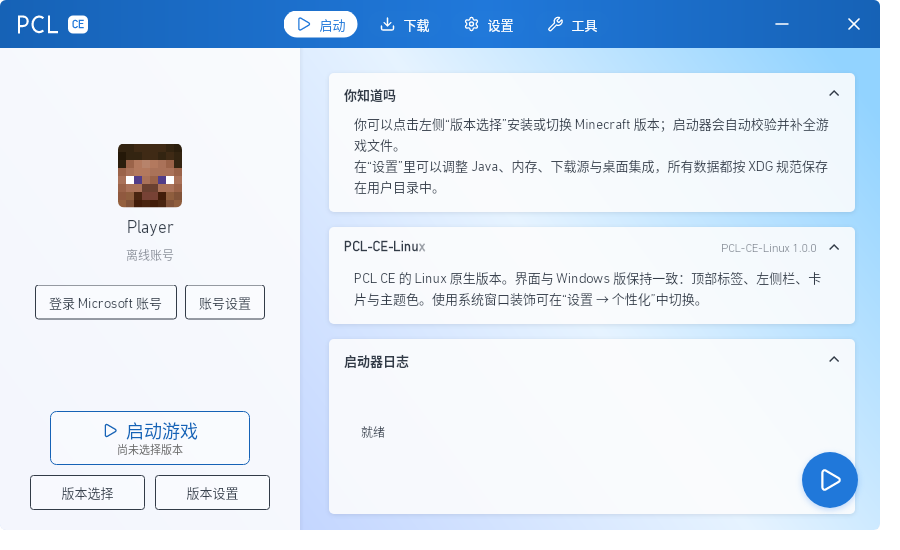 PCL CE
启动
下载
设置
工具
Player
离线账号
登录 Microsoft 账号
账号设置
启动游戏
尚未选择版本
版本选择
版本设置
你知道吗
你可以点击左侧“版本选择”安装或切换 Minecraft 版本；启动器会自动校验并补全游
戏文件。
在“设置”里可以调整 Java、内存、下载源与桌面集成，所有数据都按 XDG 规范保存
在用户目录中。
PCL-CE-Linux
PCL-CE-Linux 1.0.0
PCL CE 的 Linux 原生版本。界面与 Windows 版保持一致：顶部标签、左侧栏、卡
片与主题色。使用系统窗口装饰可在“设置 → 个性化”中切换。
启动器日志
就绪